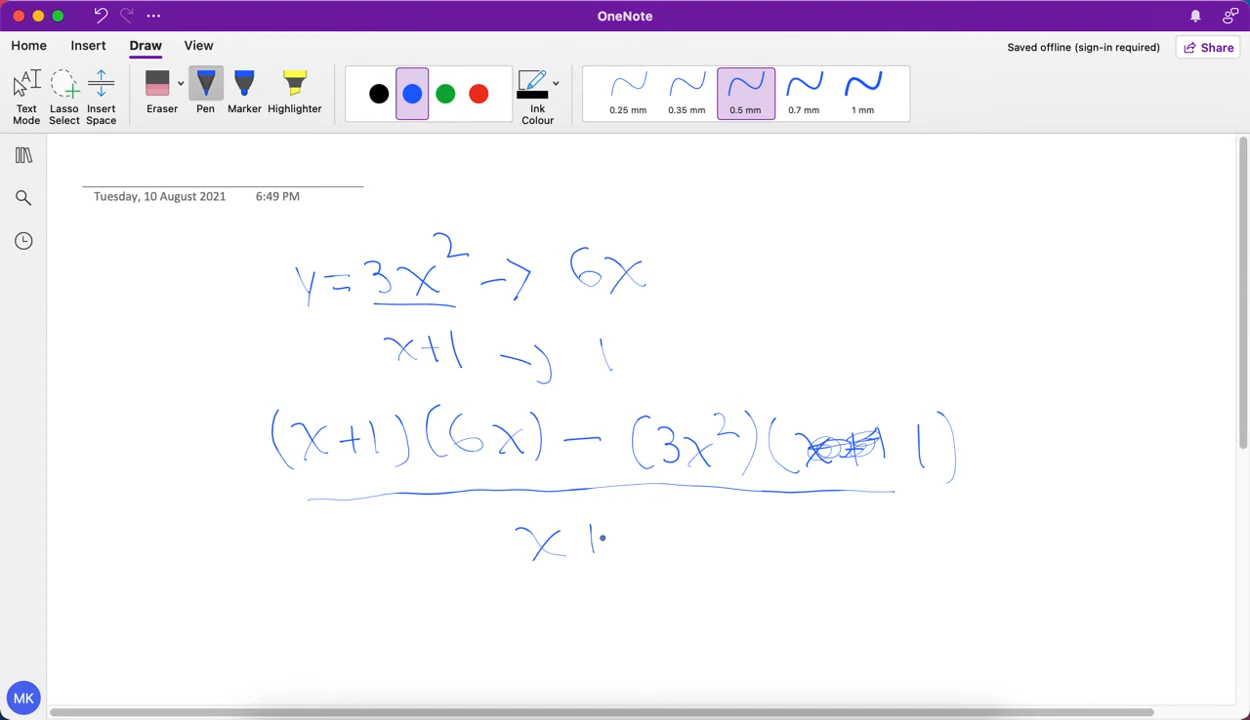 OneNote
Home Insert Draw View Saved offline (sign-in required) Share
Text Mode Lasso Select Insert Space Eraser Pen Marker Highlighter Ink Colour 0.25 mm 0.35 mm 0.5 mm 0.7 mm 1 mm
Tuesday, 10 August 2021 6:49 PM
y = 3x² → 6x
x+1 → 1
(x+1)(6x) − (3x²)( 1)
x
MK